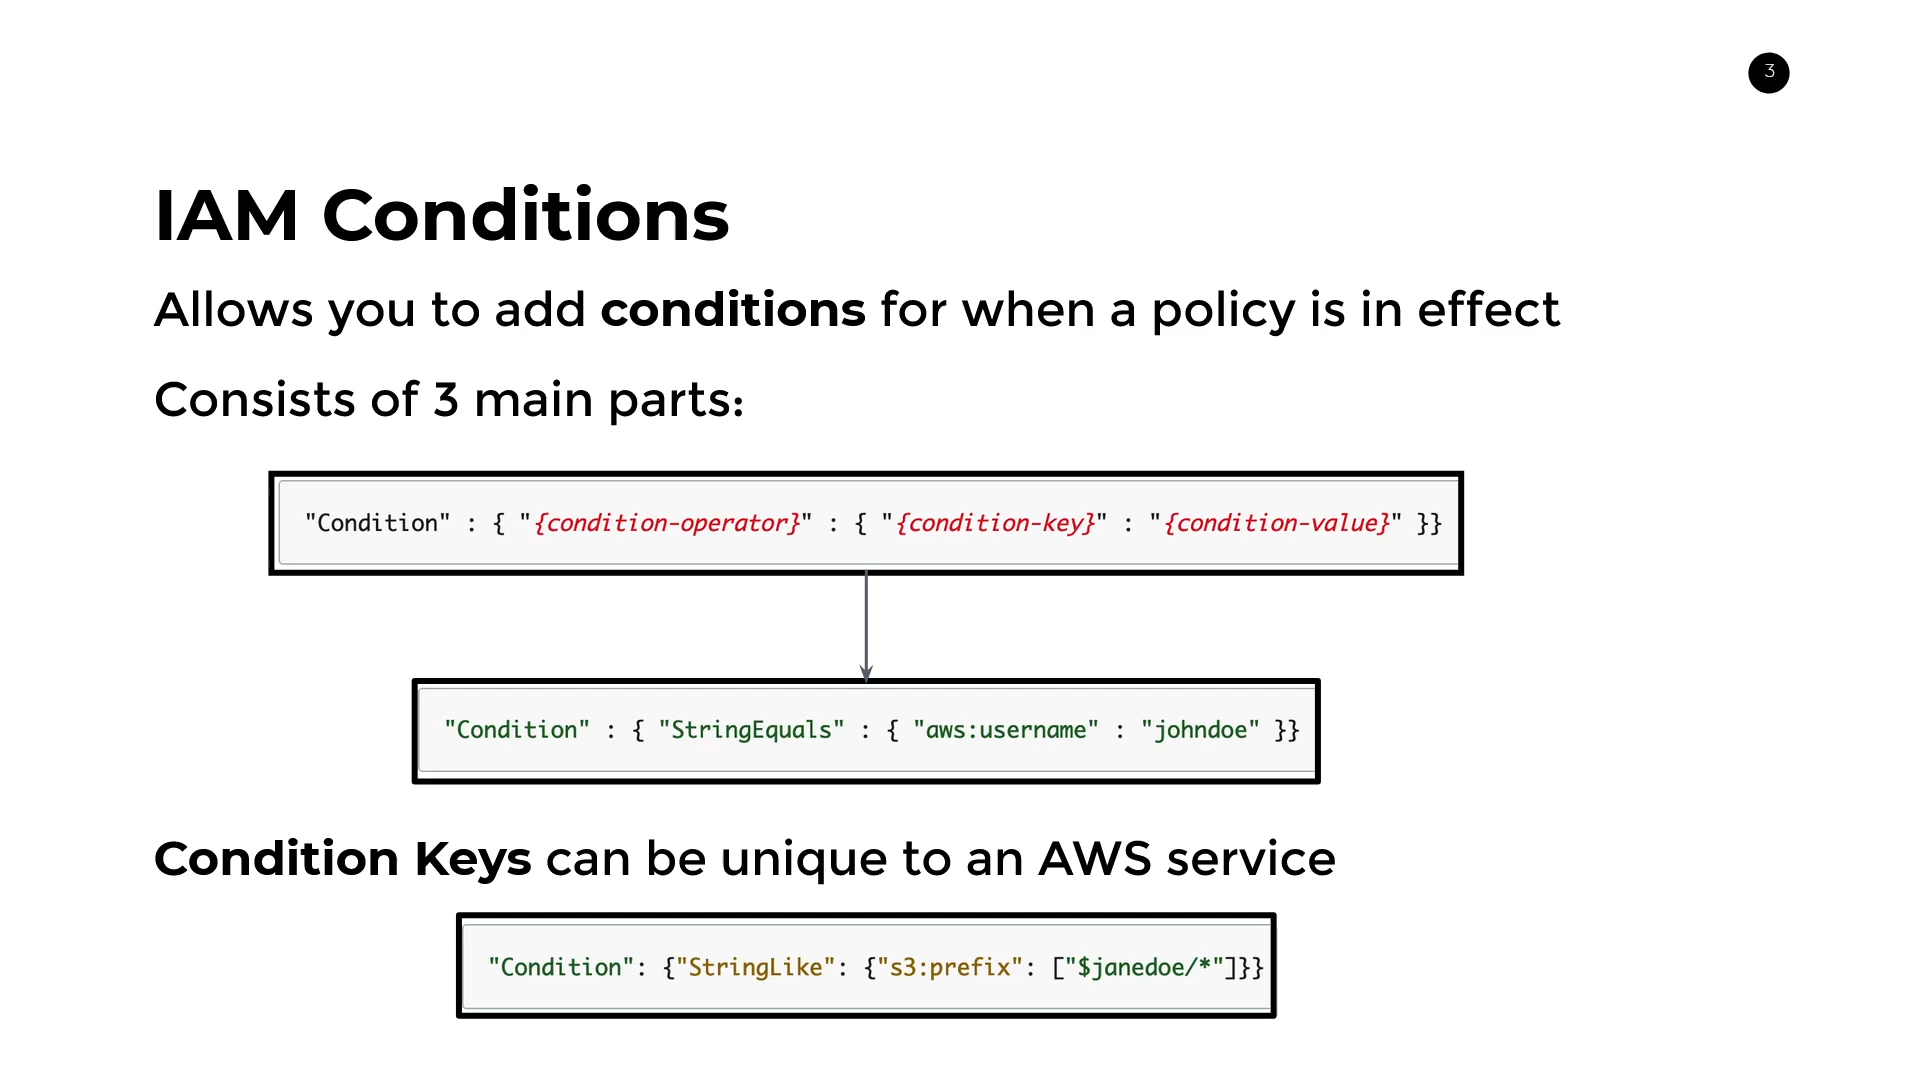 3
IAM Conditions
Allows you to add conditions for when a policy is in effect
Consists of 3 main parts:
"Condition" : { "{condition-operator}" : { "{condition-key}" : "{condition-value}" }}
"Condition" : { "StringEquals" : { "aws:username" : "johndoe" }}
Condition Keys can be unique to an AWS service
"Condition": {"StringLike": {"s3:prefix": ["$janedoe/*"]}}